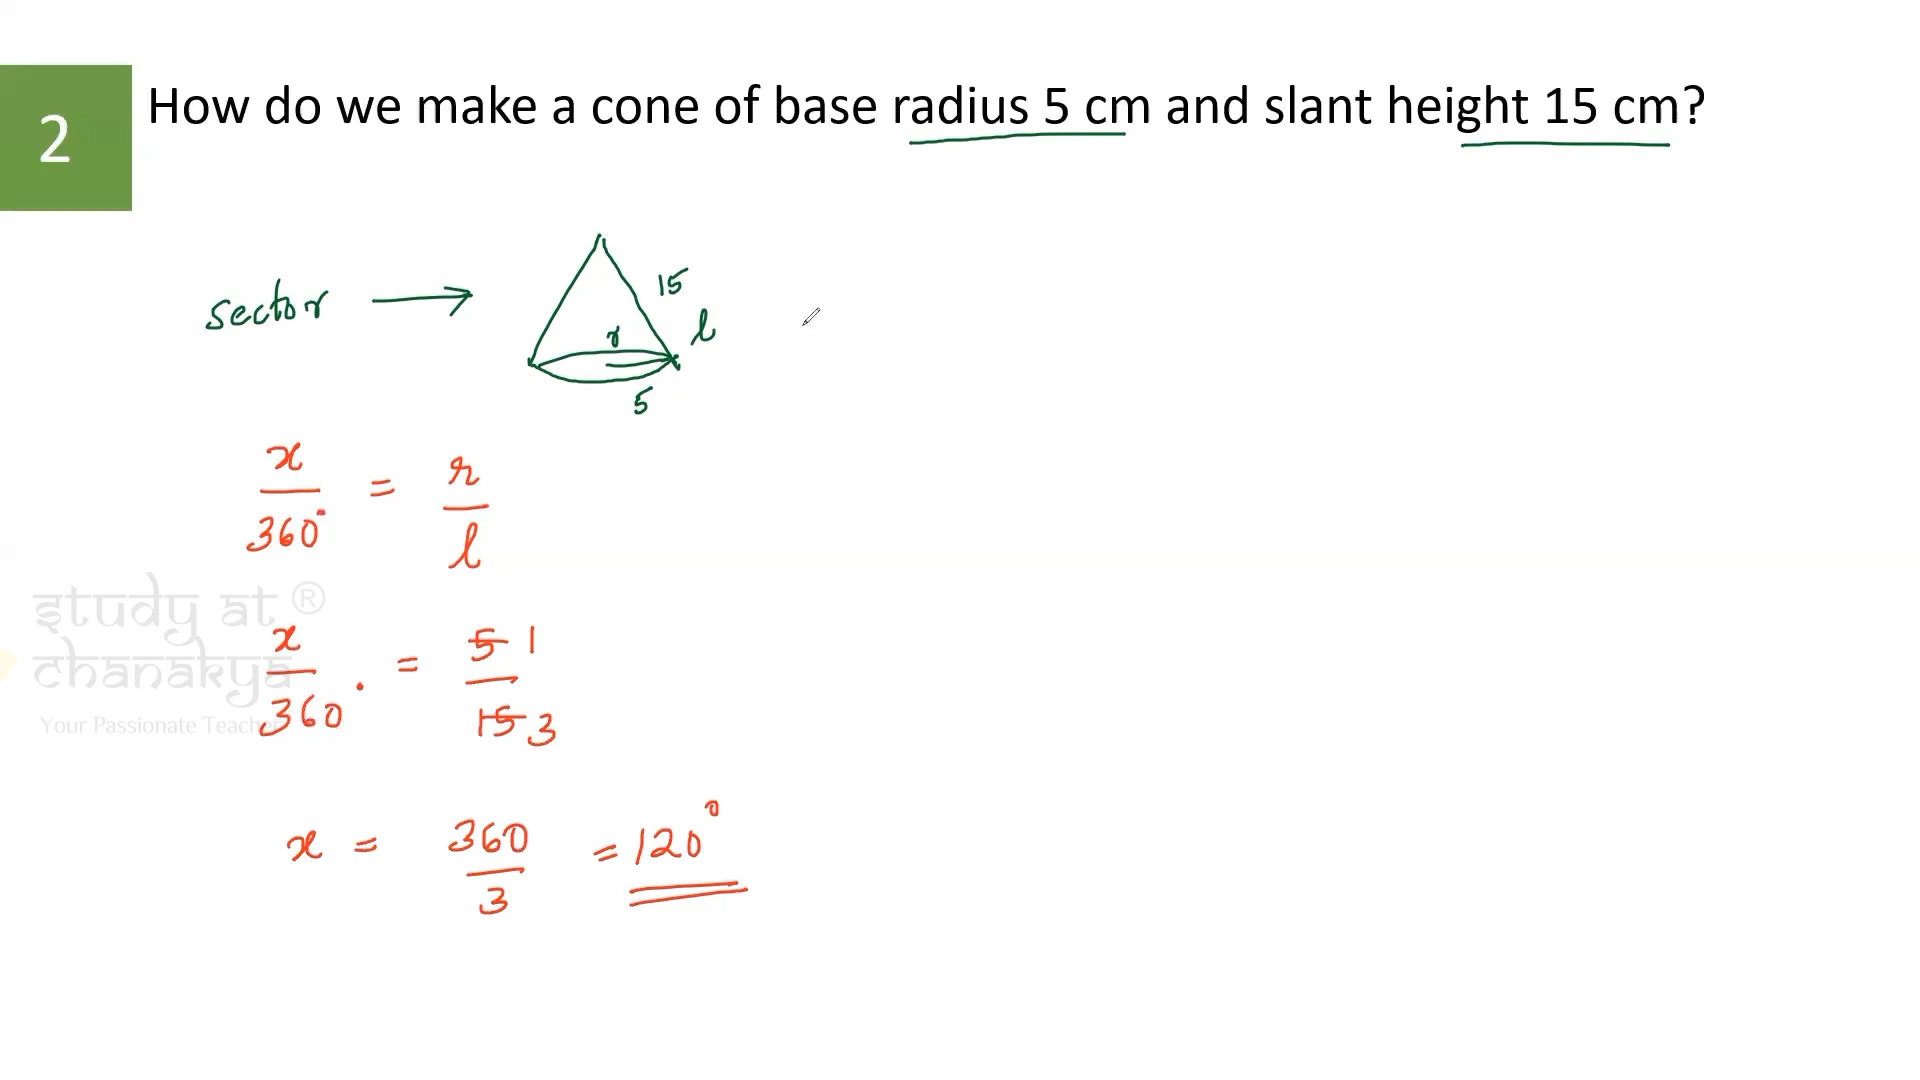 2
How do we make a cone of base radius 5 cm and slant height 15 cm?
sector → 15
r l
5
x/360° = r/l
study at ®
chanakya
Your Passionate Teacher
x/360° = 5 1/15 3
x = 360/3 = 120°